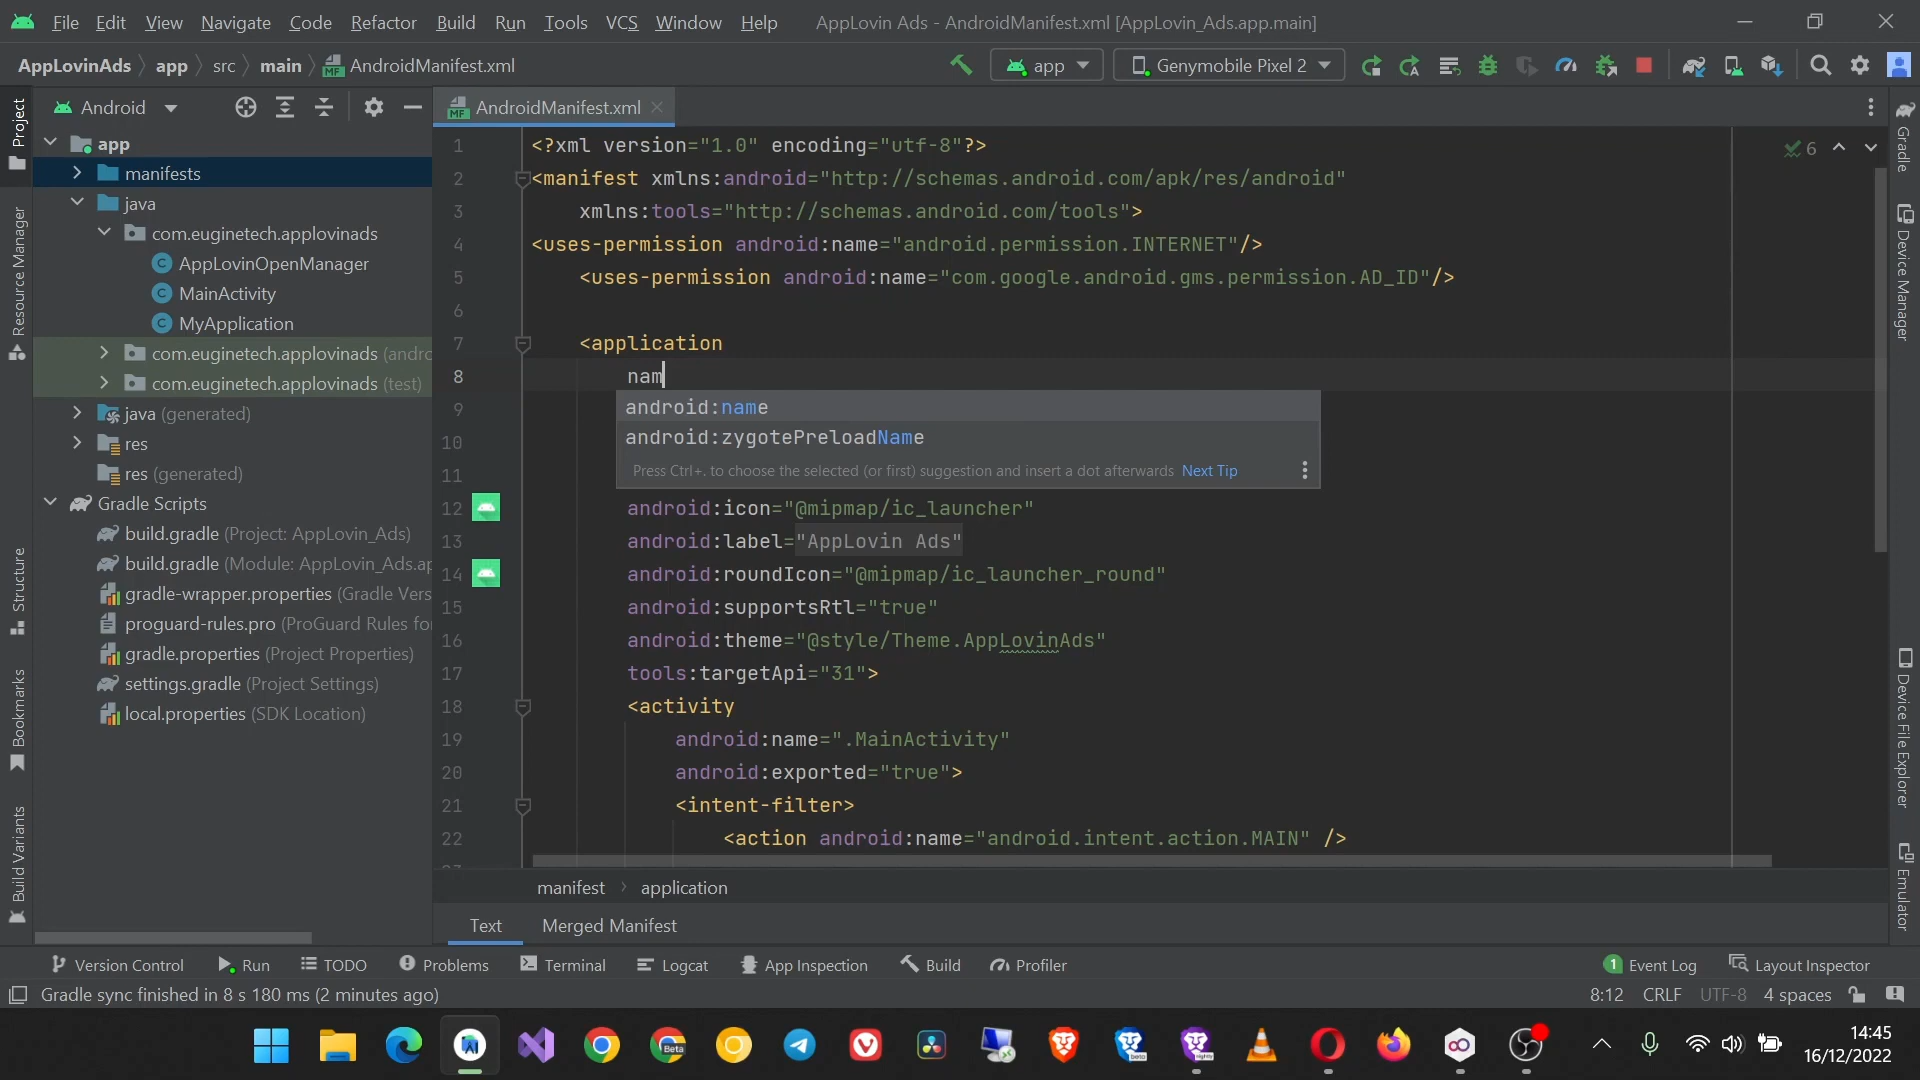 File Edit View Navigate Code Refactor Build Run Tools VCS Window Help AppLovin Ads - AndroidManifest.xml [AppLovin_Ads.app.main]
AppLovinAds app src main AndroidManifest.xml app Genymobile Pixel 2
Project
Resource Manager
Structure
Bookmarks
Build Variants
Android
app
manifests
java
com.euginetech.applovinads
AppLovinOpenManager
MainActivity
MyApplication
com.euginetech.applovinads (andro
com.euginetech.applovinads (test)
java (generated)
res
res (generated)
Gradle Scripts
build.gradle (Project: AppLovin_Ads)
build.gradle (Module: AppLovin_Ads.ap
gradle-wrapper.properties (Gradle Vers
proguard-rules.pro (ProGuard Rules fo
gradle.properties (Project Properties)
settings.gradle (Project Settings)
local.properties (SDK Location)
AndroidManifest.xml
6
1 <?xml version="1.0" encoding="utf-8"?>
2 <manifest xmlns:android="http://schemas.android.com/apk/res/android"
3 xmlns:tools="http://schemas.android.com/tools">
4 <uses-permission android:name="android.permission.INTERNET"/>
5 <uses-permission android:name="com.google.android.gms.permission.AD_ID"/>
6
7 <application
8 nam
9 android:name
10 android:zygotePreloadName
11 Press Ctrl+. to choose the selected (or first) suggestion and insert a dot afterwards Next Tip
12 android:icon="@mipmap/ic_launcher"
13 android:label="AppLovin Ads"
14 android:roundIcon="@mipmap/ic_launcher_round"
15 android:supportsRtl="true"
16 android:theme="@style/Theme.AppLovinAds"
17 tools:targetApi="31">
18 <activity
19 android:name=".MainActivity"
20 android:exported="true">
21 <intent-filter>
22 <action android:name="android.intent.action.MAIN" />
manifest application
Text Merged Manifest
Gradle
Device Manager
Device File Explorer
Emulator
Version Control Run TODO Problems Terminal Logcat App Inspection Build Profiler 1 Event Log Layout Inspector
Gradle sync finished in 8 s 180 ms (2 minutes ago) 8:12 CRLF UTF-8 4 spaces
Beta
beta
nightly
14:45
16/12/2022